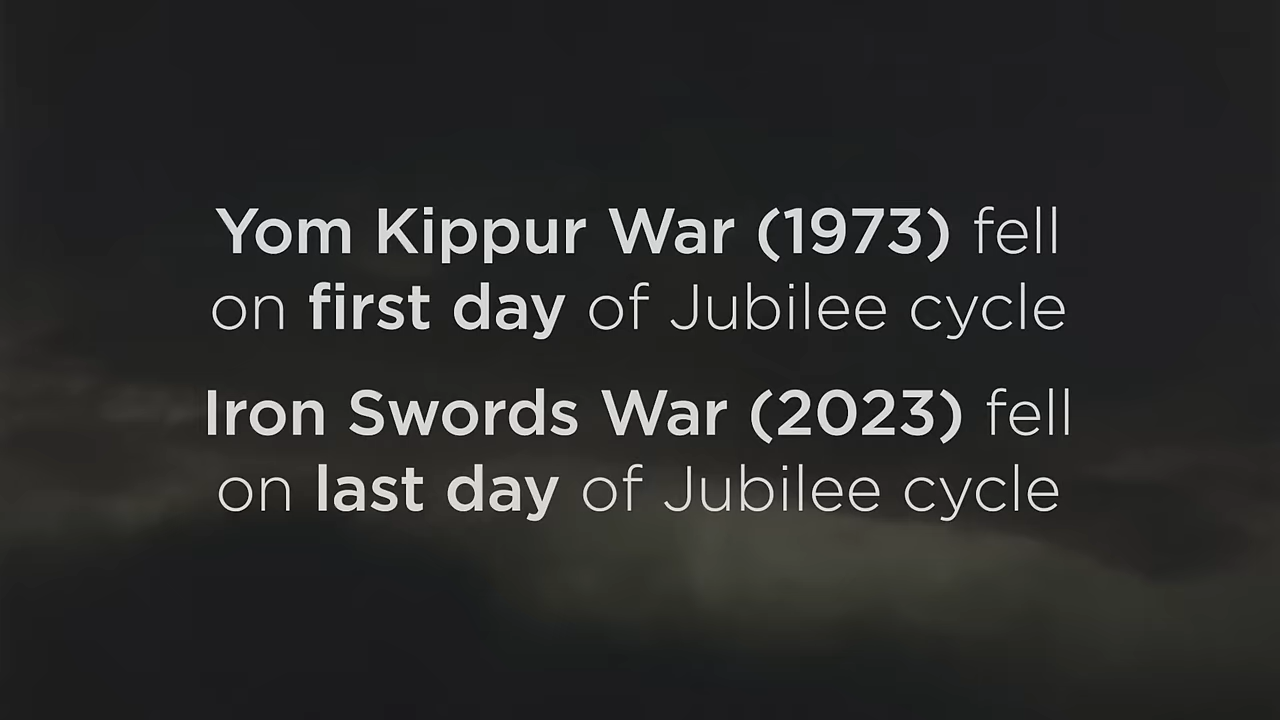 Yom Kippur War (1973) fell
on first day of Jubilee cycle
Iron Swords War (2023) fell
on last day of Jubilee cycle